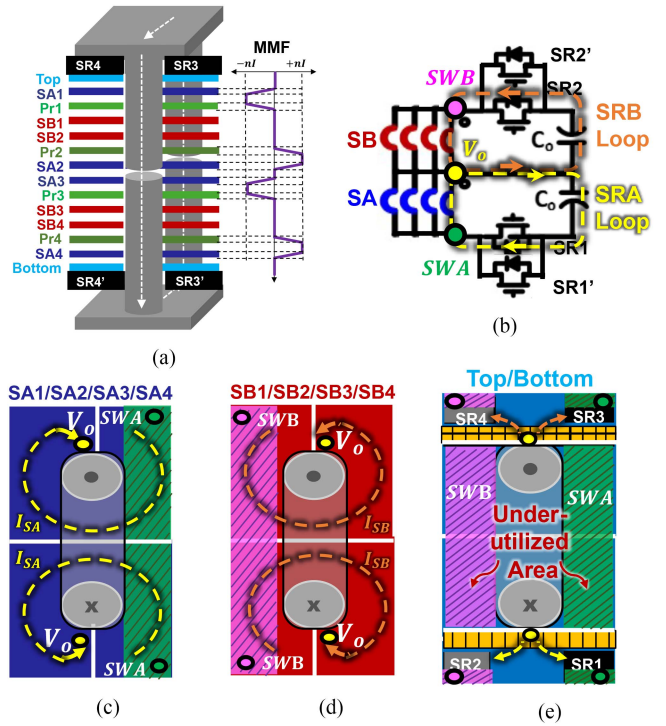 MMF
−nI +nI
SR4 SR3
Top
SA1
Pr1
SB1
SB2
Pr2
SA2
SA3
Pr3
SB3
SB4
Pr4
SA4
Bottom
SR4' SR3'
(a)
SR2'
SWB
SR2
SRB
Loop
SB
Vo
Co
SA
Co
SRA
Loop
SWA
SR1
SR1'
(b)
SA1/SA2/SA3/SA4
Vo
SWA
ISA
ISA
X
Vo
SWA
(c)
SB1/SB2/SB3/SB4
SWB
Vo
ISB
ISB
X
SWB
Vo
(d)
Top/Bottom
SR4 SR3
SWB
SWA
Under-
utilized
Area
X
SR2 SR1
(e)